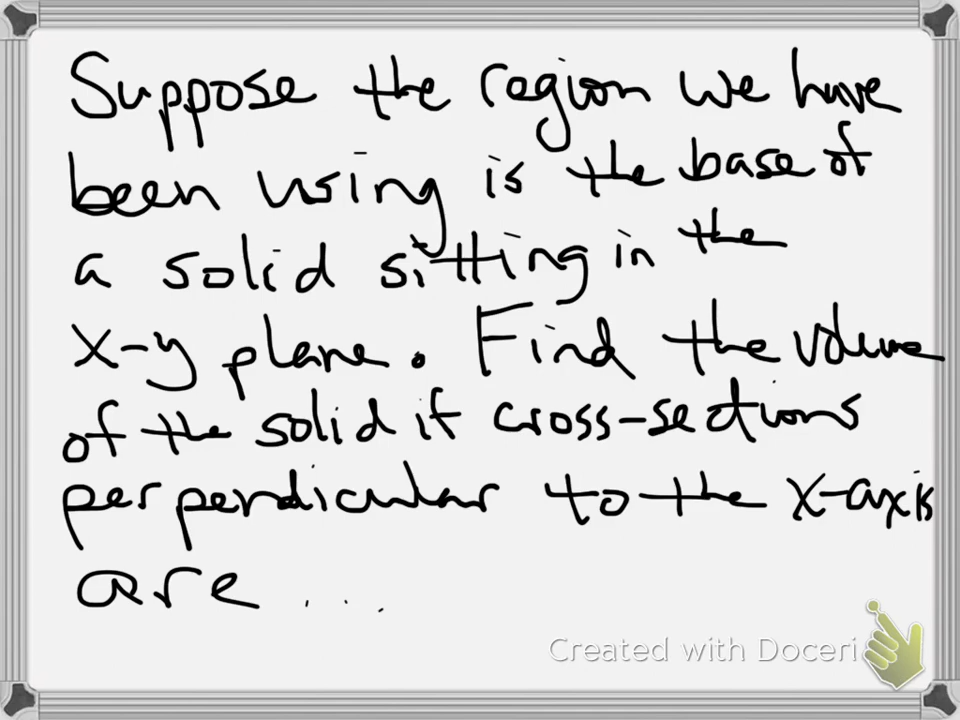 Suppose the region we have
been using is the base of
a solid sitting in the
x-y plane. Find the volume
of the solid if cross-sections
perpendicular to the x-axis
are ...
Created with Doceri